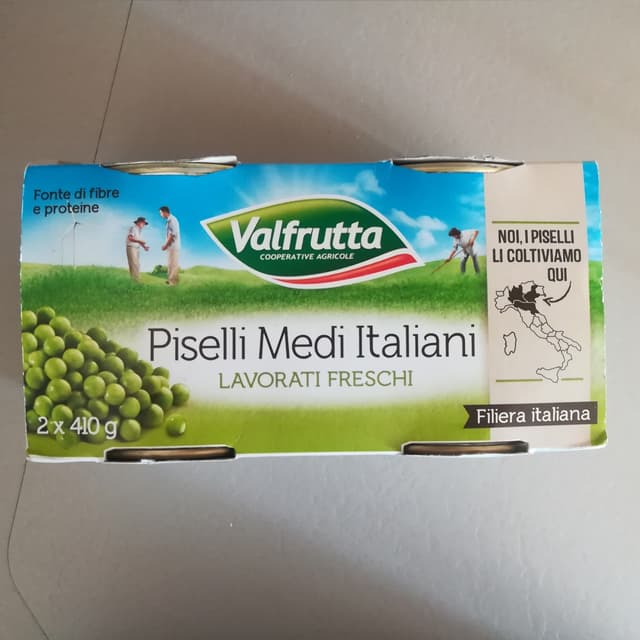 Fonte di fibre
e proteine
Valfrutta
COOPERATIVE AGRICOLE
NOI, I PISELLI
LI COLTIVIAMO
QUI
Piselli Medi Italiani
LAVORATI FRESCHI
2 x 410 g
Filiera italiana